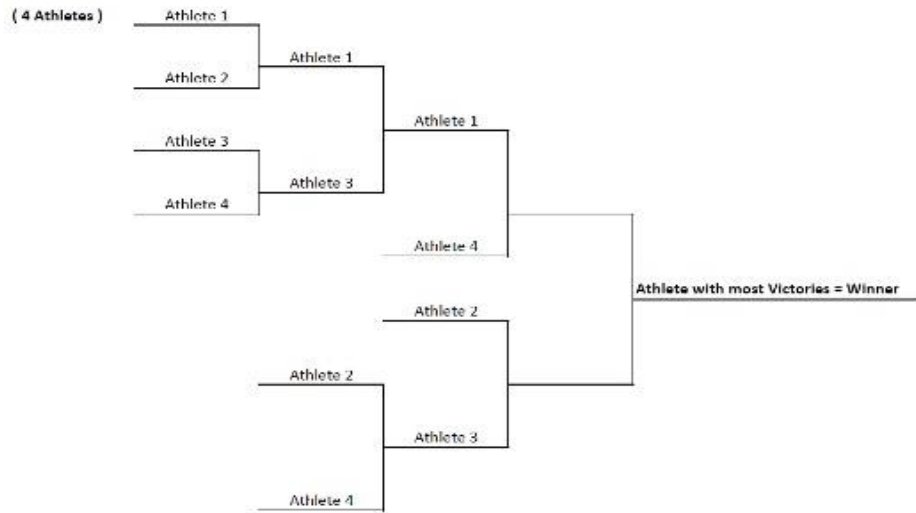 ( 4 Athletes )
Athlete 1
Athlete 1
Athlete 2
Athlete 1
Athlete 3
Athlete 3
Athlete 4
Athlete 4
Athlete with most Victories = Winner
Athlete 2
Athlete 2
Athlete 3
Athlete 4